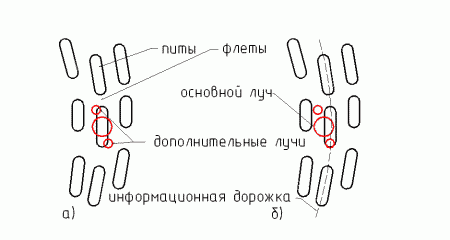 питы
флеты
основной луч
дополнительные лучи
информационная дорожка
а)
б)